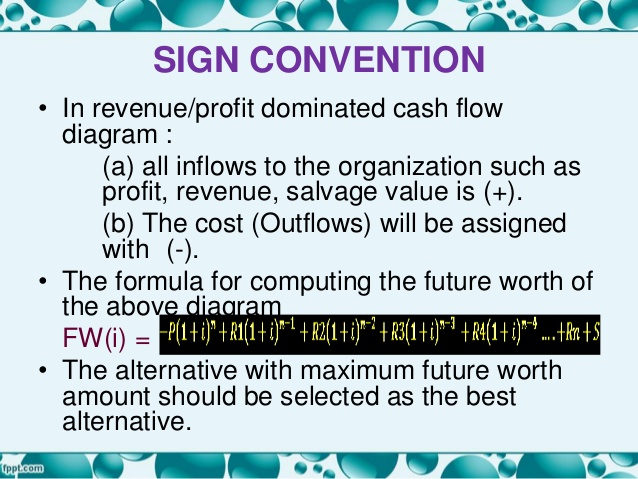 SIGN CONVENTION
• In revenue/profit dominated cash flow
diagram :
(a) all inflows to the organization such as
profit, revenue, salvage value is (+).
(b) The cost (Outflows) will be assigned
with (-).
• The formula for computing the future worth of
the above diagram
FW(i) = −P(1+i)^n + R1(1+i)^n−1 + R2(1+i)^n−2 + R3(1+i)^n−3 + R4(1+i)^n−4 ....+Rn+S
• The alternative with maximum future worth
amount should be selected as the best
alternative.
fppt.com